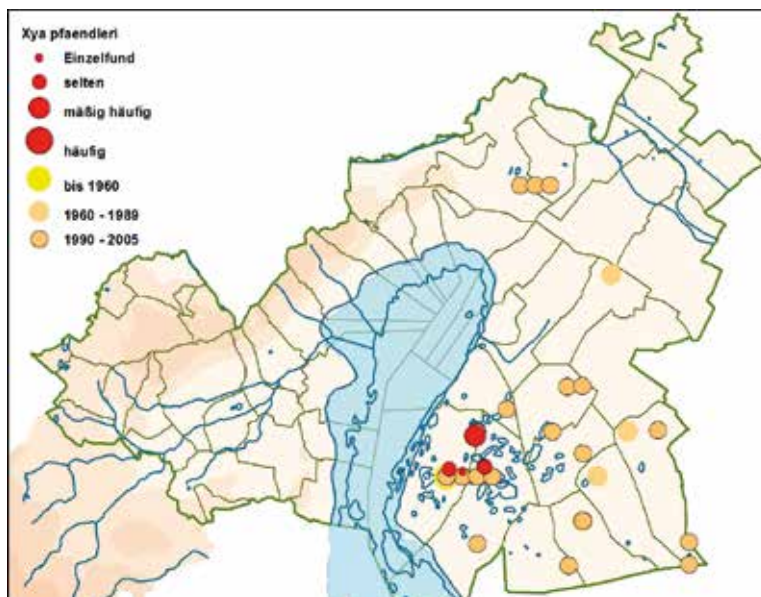 Xya pfaendleri
Einzelfund
selten
mäßig häufig
häufig
bis 1960
1960 - 1989
1990 - 2005